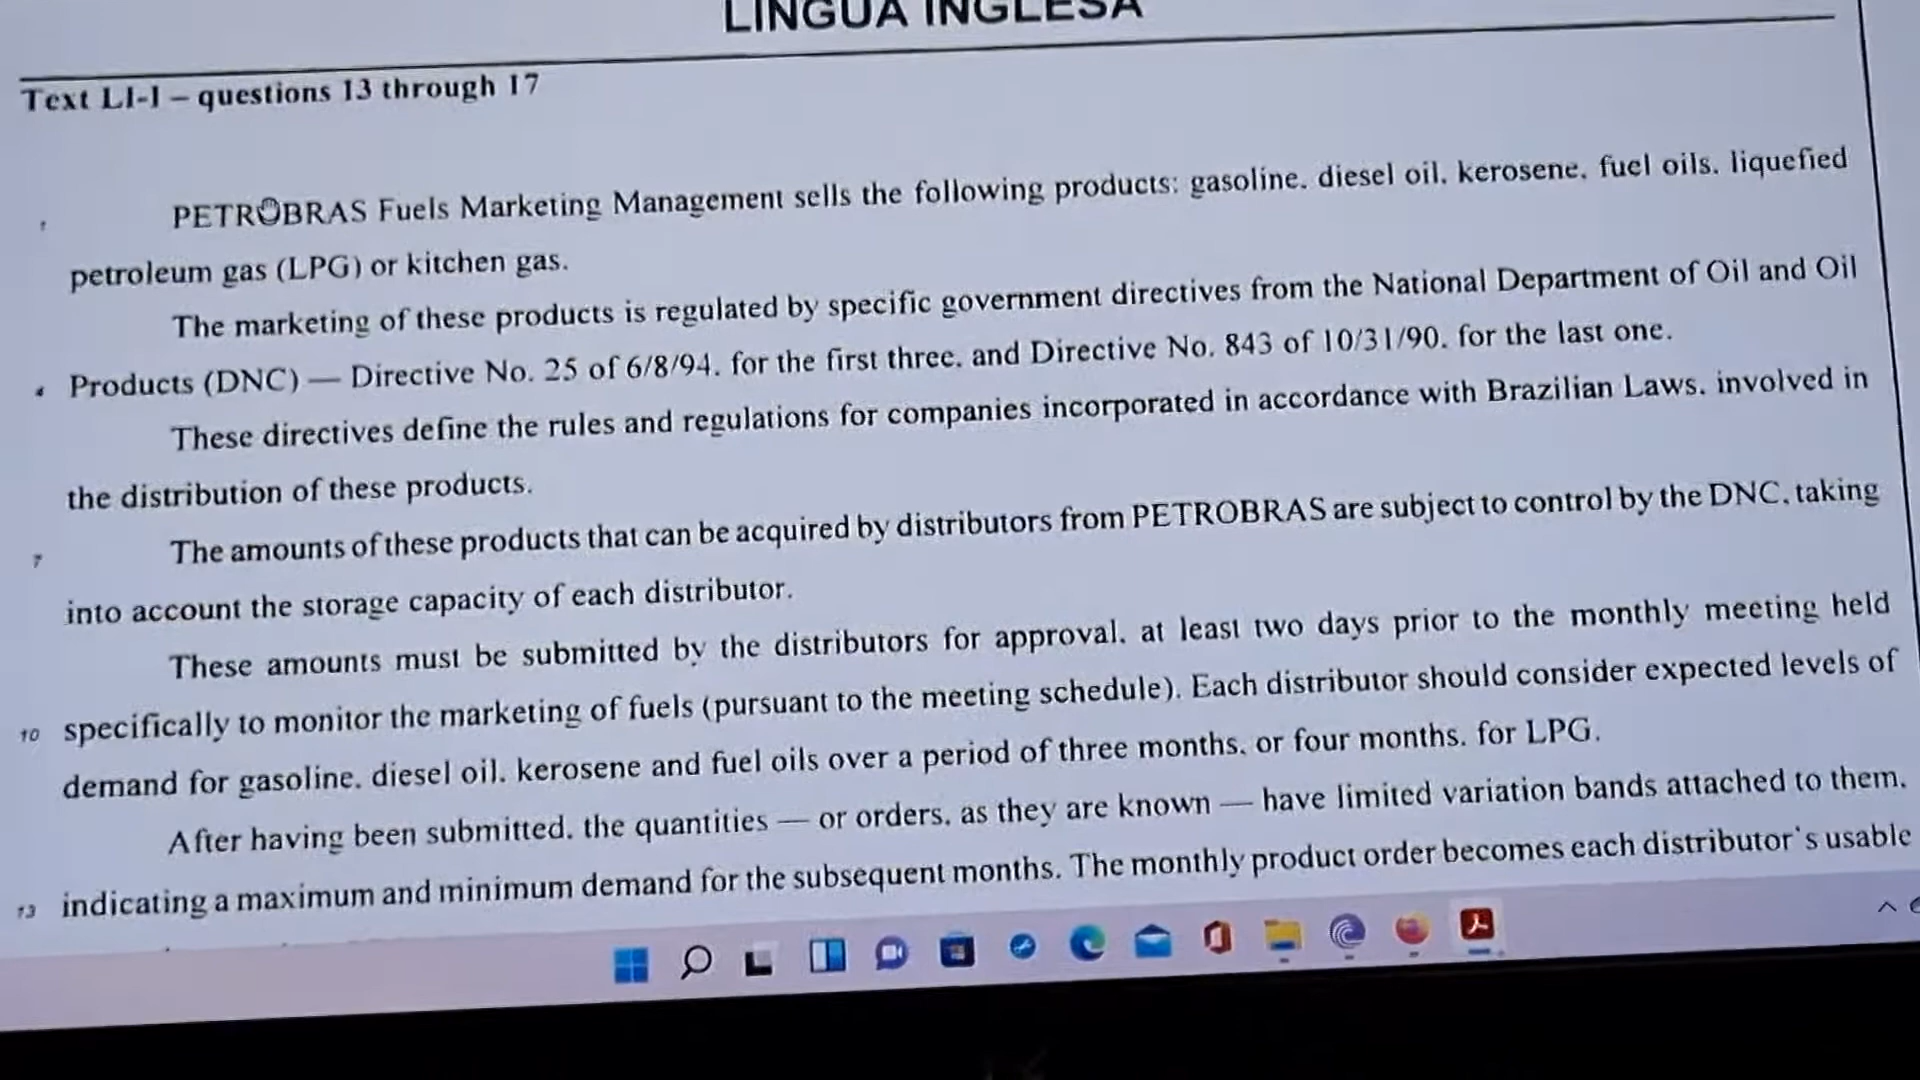 LÍNGUA INGLESA
Text LI-I – questions 13 through 17
1 PETROBRAS Fuels Marketing Management sells the following products: gasoline, diesel oil, kerosene, fuel oils, liquefied
petroleum gas (LPG) or kitchen gas.
The marketing of these products is regulated by specific government directives from the National Department of Oil and Oil
4 Products (DNC) — Directive No. 25 of 6/8/94, for the first three, and Directive No. 843 of 10/31/90, for the last one.
These directives define the rules and regulations for companies incorporated in accordance with Brazilian Laws, involved in
the distribution of these products.
7 The amounts of these products that can be acquired by distributors from PETROBRAS are subject to control by the DNC, taking
into account the storage capacity of each distributor.
These amounts must be submitted by the distributors for approval, at least two days prior to the monthly meeting held
10 specifically to monitor the marketing of fuels (pursuant to the meeting schedule). Each distributor should consider expected levels of
demand for gasoline, diesel oil, kerosene and fuel oils over a period of three months, or four months, for LPG.
After having been submitted, the quantities — or orders, as they are known — have limited variation bands attached to them,
13 indicating a maximum and minimum demand for the subsequent months. The monthly product order becomes each distributor's usable